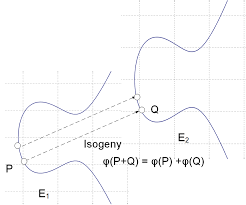 Q
Isogeny
E2
P
φ(P+Q) = φ(P) +φ(Q)
E1